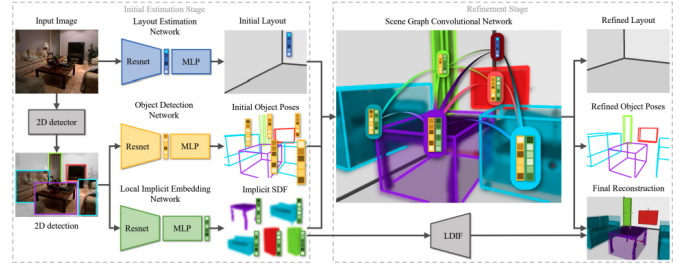 Initial Estimation Stage
Refinement Stage
Input Image
Layout Estimation
Network
Initial Layout
Scene Graph Convolutional Network
Refined Layout
Resnet
MLP
2D detector
Object Detection
Network
Initial Object Poses
Refined Object Poses
Resnet
MLP
Local Implicit Embedding
Network
Implicit SDF
Final Reconstruction
Resnet
MLP
2D detection
LDIF